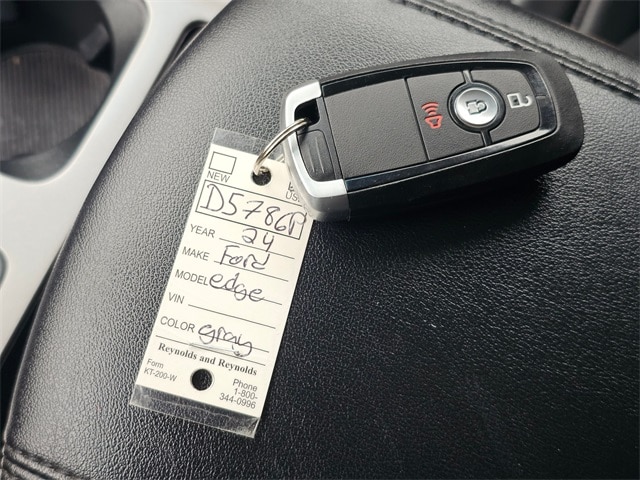 NEW
D5786P
YEAR 24
MAKE Ford
MODEL edge
VIN
COLOR gray
Reynolds and Reynolds
Form
KT-200-W
Phone
1-800-
344-0996